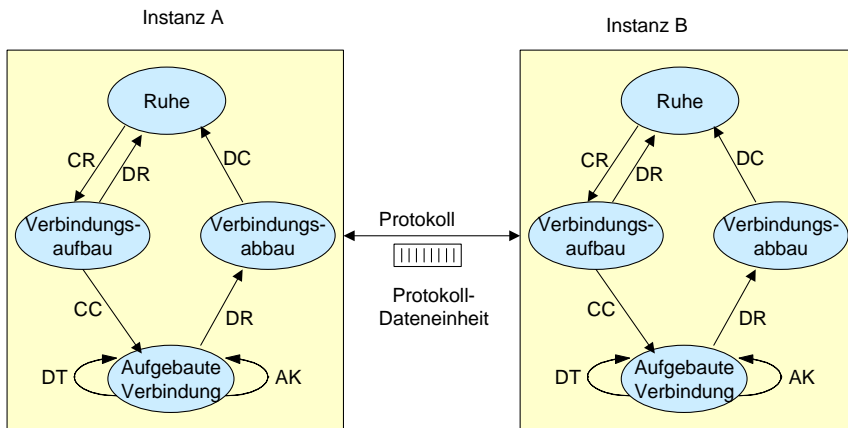 Instanz A
Instanz B
Ruhe
CR
DR
DC
Verbindungs-
aufbau
Verbindungs-
abbau
CC
DR
DT
Aufgebaute
Verbindung
AK
Protokoll
Protokoll-
Dateneinheit
Ruhe
CR
DR
DC
Verbindungs-
aufbau
Verbindungs-
abbau
CC
DR
DT
Aufgebaute
Verbindung
AK